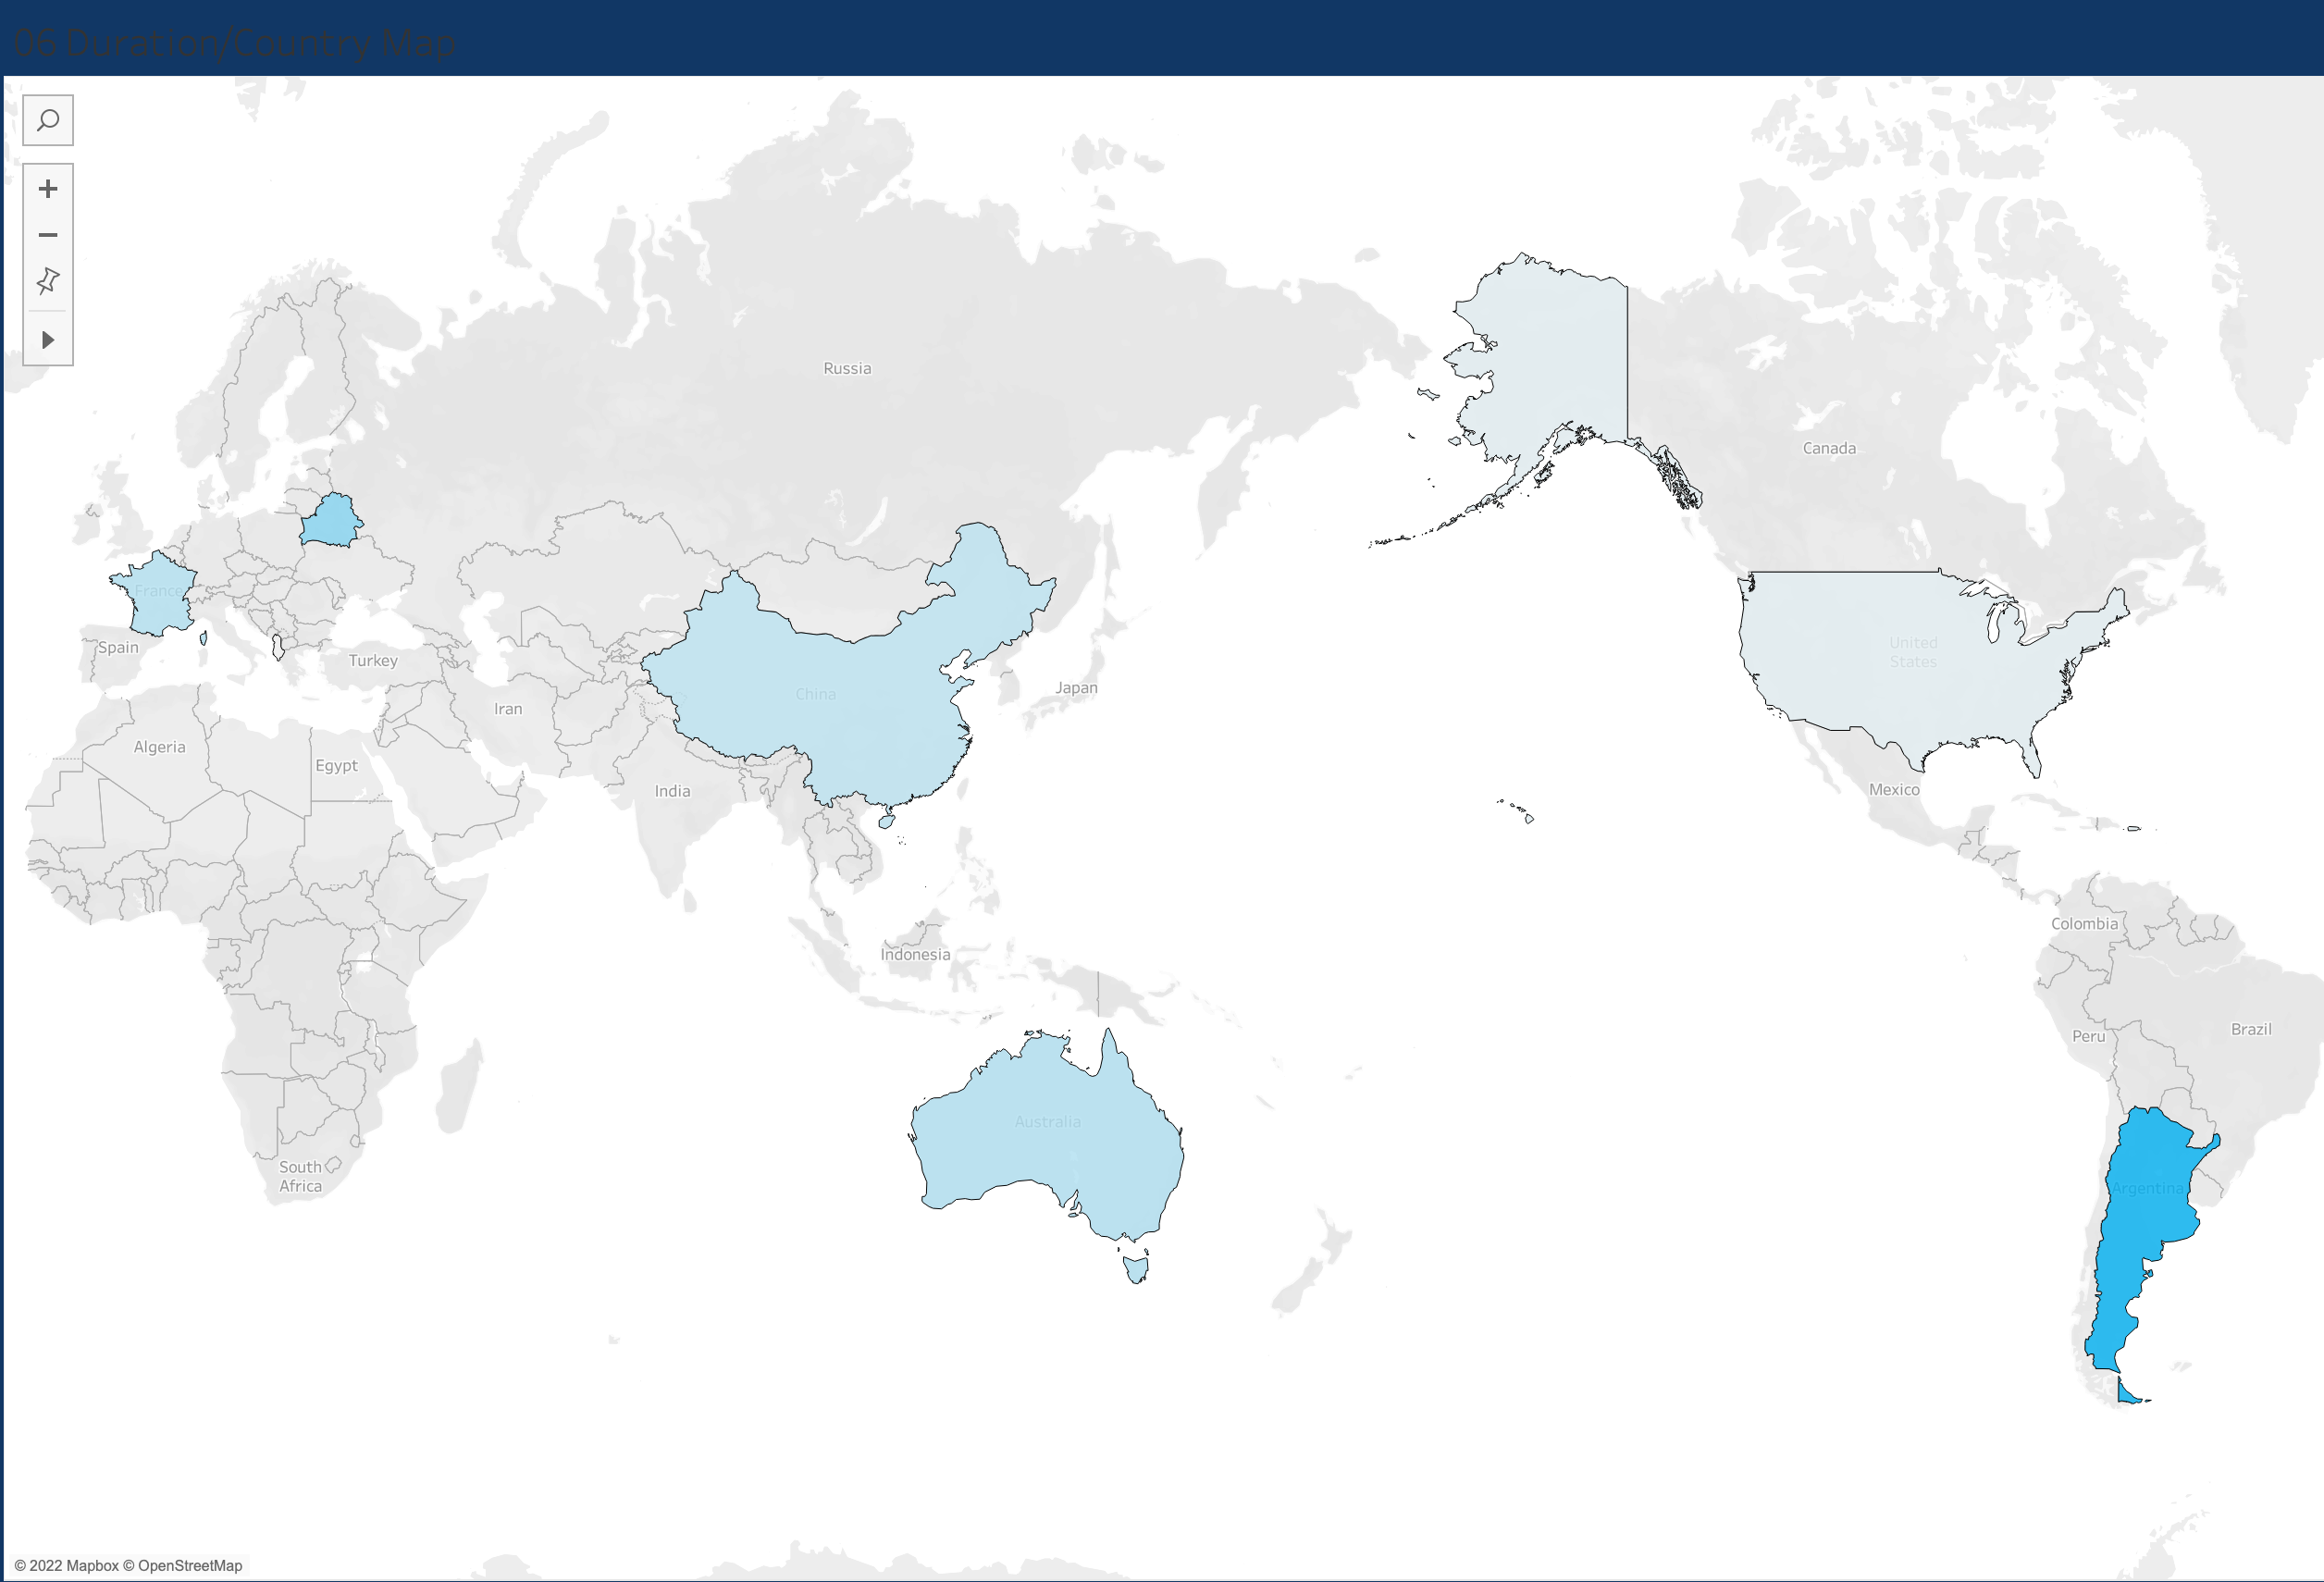 06 Duration/Country Map
Russia
Canada
France
Spain
Turkey
United
States
China
Japan
Iran
Algeria
Egypt
India
Mexico
Colombia
Indonesia
Peru
Brazil
Australia
South
Africa
Argentina
© 2022 Mapbox © OpenStreetMap